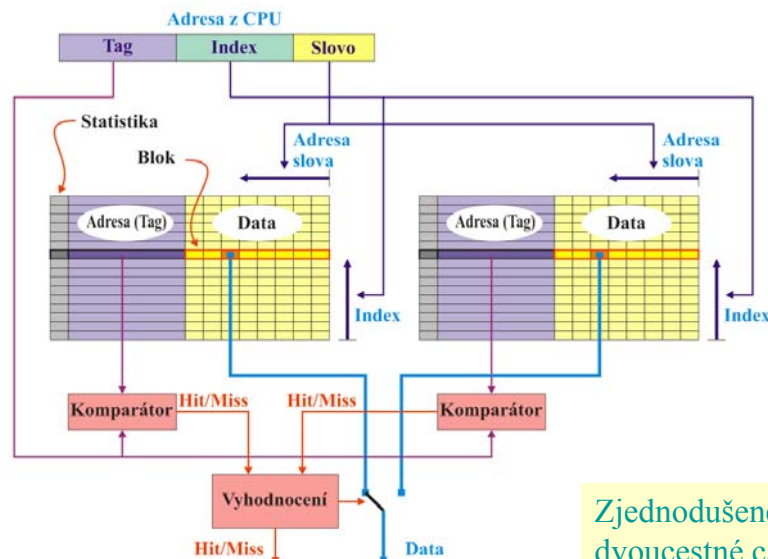 Adresa z CPU
Tag Index Slovo
Statistika
Blok
Adresa
slova
Adresa
slova
Adresa (Tag) Data
Adresa (Tag) Data
Index
Index
Komparátor Hit/Miss Hit/Miss Komparátor
Vyhodnocení
Hit/Miss Data
Zjednodušené
dvoucestné